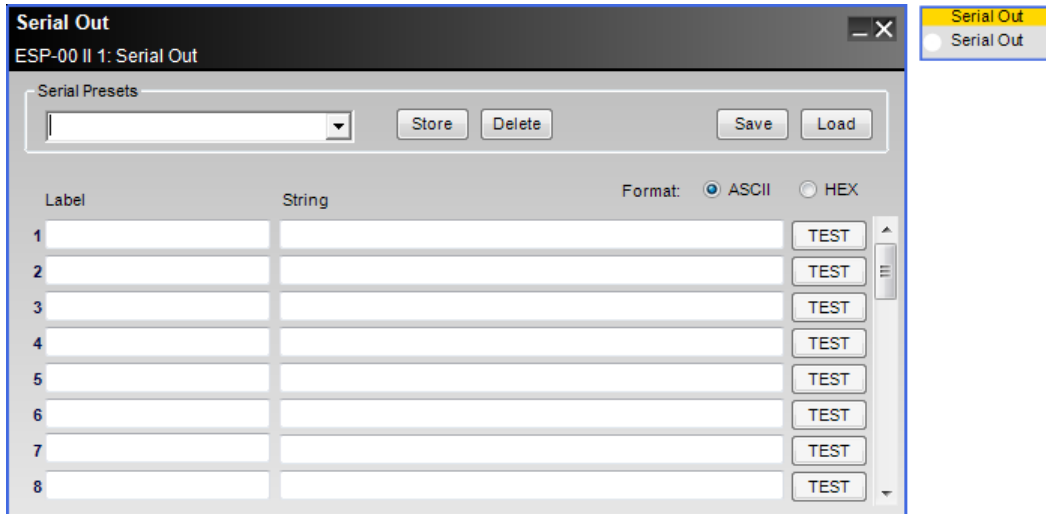 Serial Out
ESP-00 II 1: Serial Out
Serial Presets
Store Delete Save Load
Label String Format: ASCII HEX
1 TEST
2 TEST
3 TEST
4 TEST
5 TEST
6 TEST
7 TEST
8 TEST
Serial Out
Serial Out